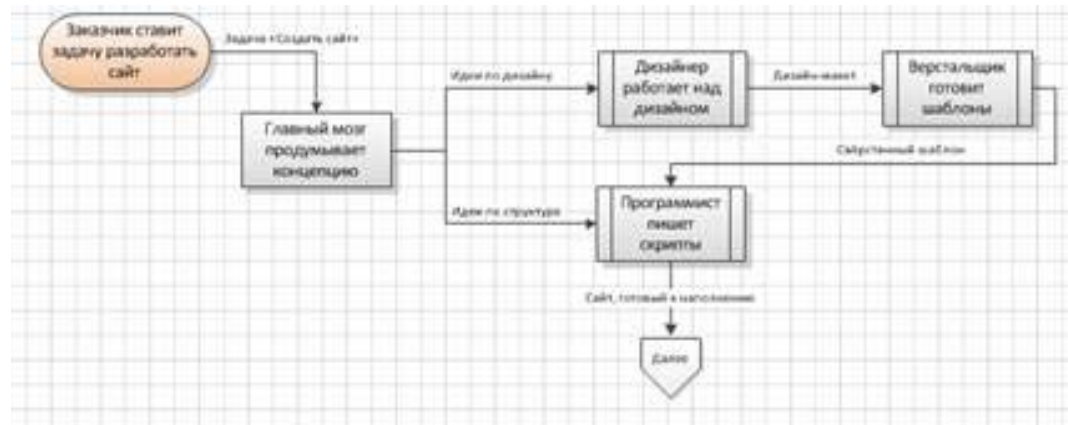 Заказчик ставит
задачу разработать
сайт
Задача «Создать сайт»
Главный мозг
продумывает
концепцию
Идеи по дизайну
Дизайнер
работает над
дизайном
Дизайн-макет
Верстальщик
готовит
шаблоны
Свёрстанный шаблон
Идеи по структуре
Программист
пишет
скрипты
Сайт, готовый к наполнению
Далее